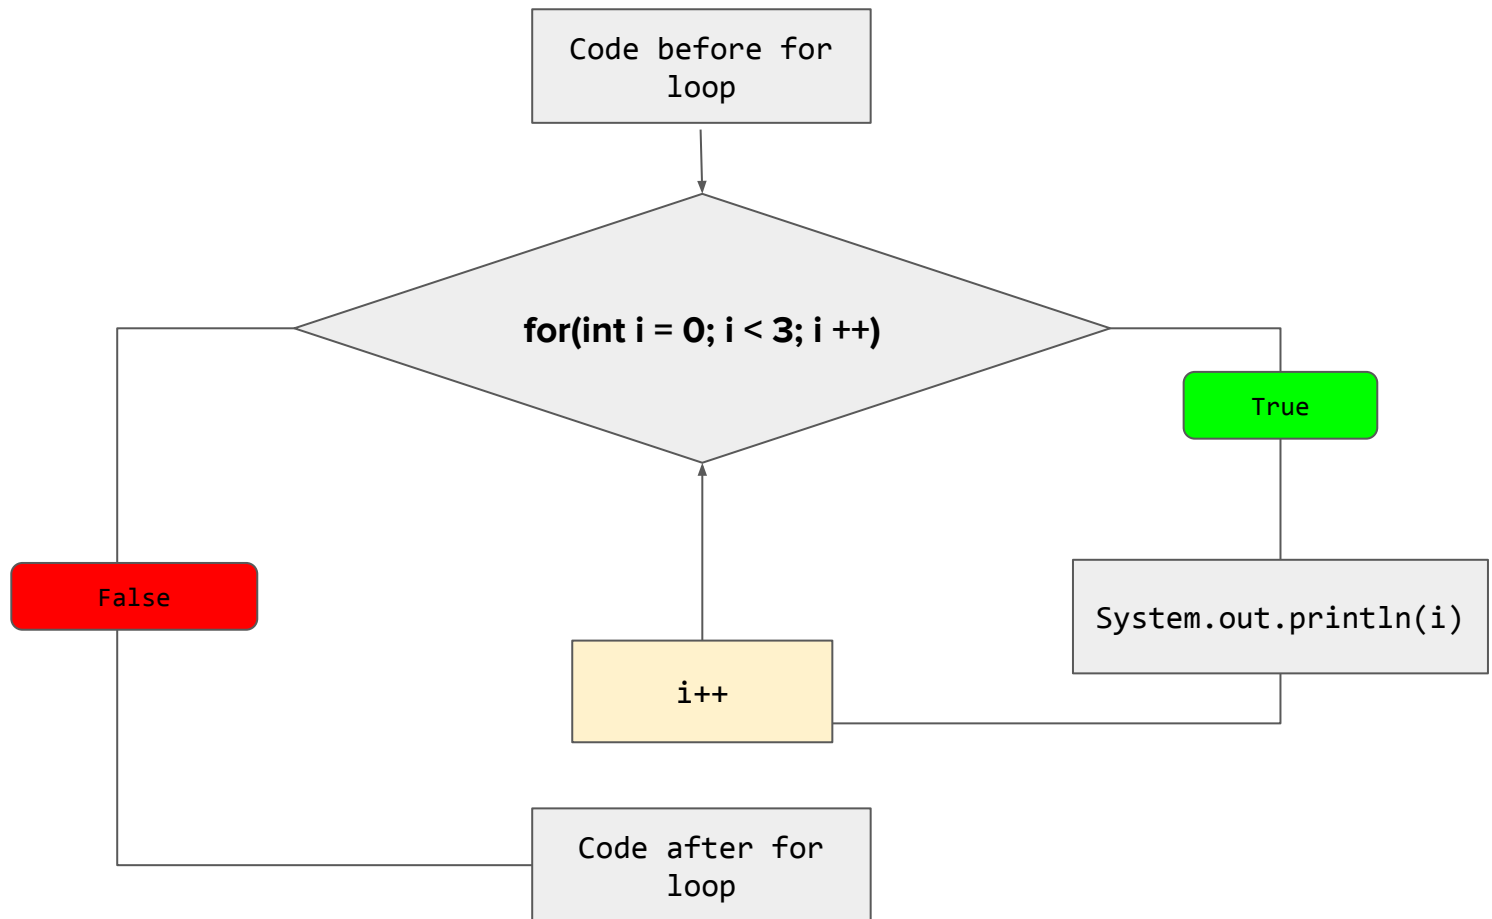 Code before for
loop
for(int i = 0; i < 3; i ++)
True
False
System.out.println(i)
i++
Code after for
loop